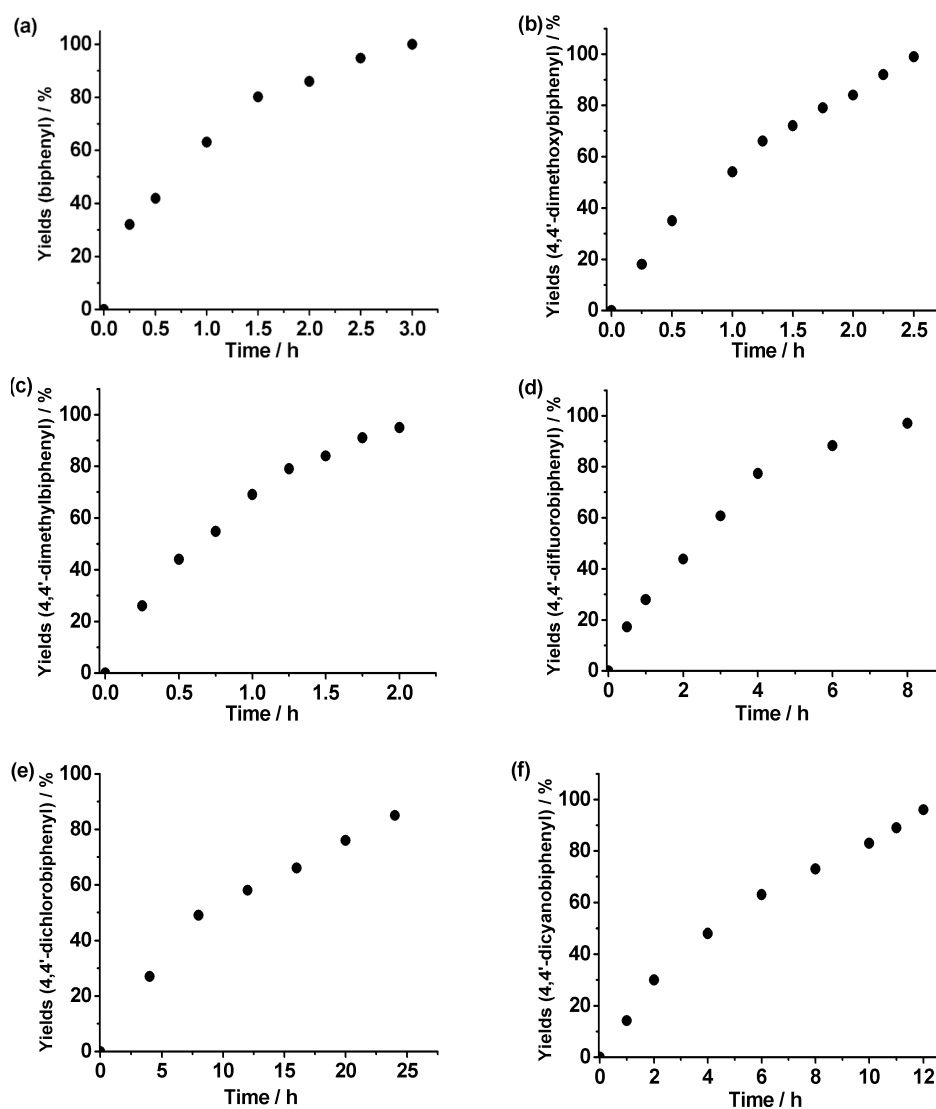 (a)
Yields (biphenyl) / %
100
80
60
40
20
0
0.0 0.5 1.0 1.5 2.0 2.5 3.0
Time / h
(b)
Yields (4,4'-dimethoxybiphenyl) / %
100
80
60
40
20
0
0.0 0.5 1.0 1.5 2.0 2.5
Time / h
(c)
Yields (4,4'-dimethylbiphenyl) / %
100
80
60
40
20
0
0.0 0.5 1.0 1.5 2.0
Time / h
(d)
Yields (4,4'-difluorobiphenyl) / %
100
80
60
40
20
0
0 2 4 6 8
Time / h
(e)
Yields (4,4'-dichlorobiphenyl) / %
100
80
60
40
20
0
0 5 10 15 20 25
Time / h
(f)
Yields (4,4'-dicyanobiphenyl) / %
100
80
60
40
20
0
0 2 4 6 8 10 12
Time / h